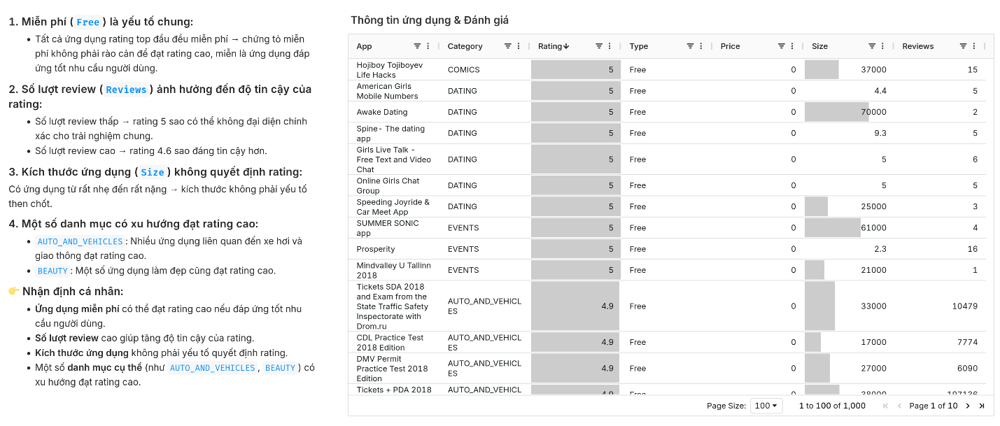 1. Miễn phí ( Free ) là yếu tố chung:
• Tất cả ứng dụng rating top đầu đều miễn phí → chứng tỏ miễn
phí không phải rào cản để đạt rating cao, miễn là ứng dụng đáp
ứng tốt nhu cầu người dùng.
2. Số lượt review ( Reviews ) ảnh hưởng đến độ tin cậy của
rating:
• Số lượt review thấp → rating 5 sao có thể không đại diện chính
xác cho trải nghiệm chung.
• Số lượt review cao → rating 4.6 sao đáng tin cậy hơn.
3. Kích thước ứng dụng ( Size ) không quyết định rating:
Có ứng dụng từ rất nhẹ đến rất nặng → kích thước không phải yếu tố
then chốt.
4. Một số danh mục có xu hướng đạt rating cao:
• AUTO_AND_VEHICLES : Nhiều ứng dụng liên quan đến xe hơi và
giao thông đạt rating cao.
• BEAUTY : Một số ứng dụng làm đẹp cũng đạt rating cao.
👉 Nhận định cá nhân:
• Ứng dụng miễn phí có thể đạt rating cao nếu đáp ứng tốt nhu
cầu người dùng.
• Số lượt review cao giúp tăng độ tin cậy của rating.
• Kích thước ứng dụng không phải yếu tố quyết định rating.
• Một số danh mục cụ thể (như AUTO_AND_VEHICLES , BEAUTY ) có
xu hướng đạt rating cao.
Thông tin ứng dụng & Đánh giá
App Category Rating↓ Type Price Size Reviews
Hojiboy Tojiboyev
Life Hacks COMICS 5 Free 0 37000 15
American Girls
Mobile Numbers DATING 5 Free 0 4.4 5
Awake Dating DATING 5 Free 0 70000 2
Spine- The dating
app DATING 5 Free 0 9.3 5
Girls Live Talk -
Free Text and Video DATING 5 Free 0 5 6
Chat
Online Girls Chat
Group DATING 5 Free 0 5 5
Speeding Joyride &
Car Meet App DATING 5 Free 0 25000 3
SUMMER SONIC
app EVENTS 5 Free 0 61000 4
Prosperity EVENTS 5 Free 0 2.3 16
Mindvalley U Tallinn
2018 EVENTS 5 Free 0 21000 1
Tickets SDA 2018
and Exam from the
State Traffic Safety AUTO_AND_VEHICL 4.9 Free 0 33000 10479
Inspectorate with ES
Drom.ru
CDL Practice Test AUTO_AND_VEHICL 4.9 Free 0 17000 7774
2018 Edition ES
DMV Permit
Practice Test 2018 AUTO_AND_VEHICL 4.9 Free 0 27000 6090
Edition ES
Tickets + PDA 2018 AUTO_AND_VEHICL 4.9 Free 0 38000 197136
Page Size: 100 1 to 100 of 1,000 Page 1 of 10